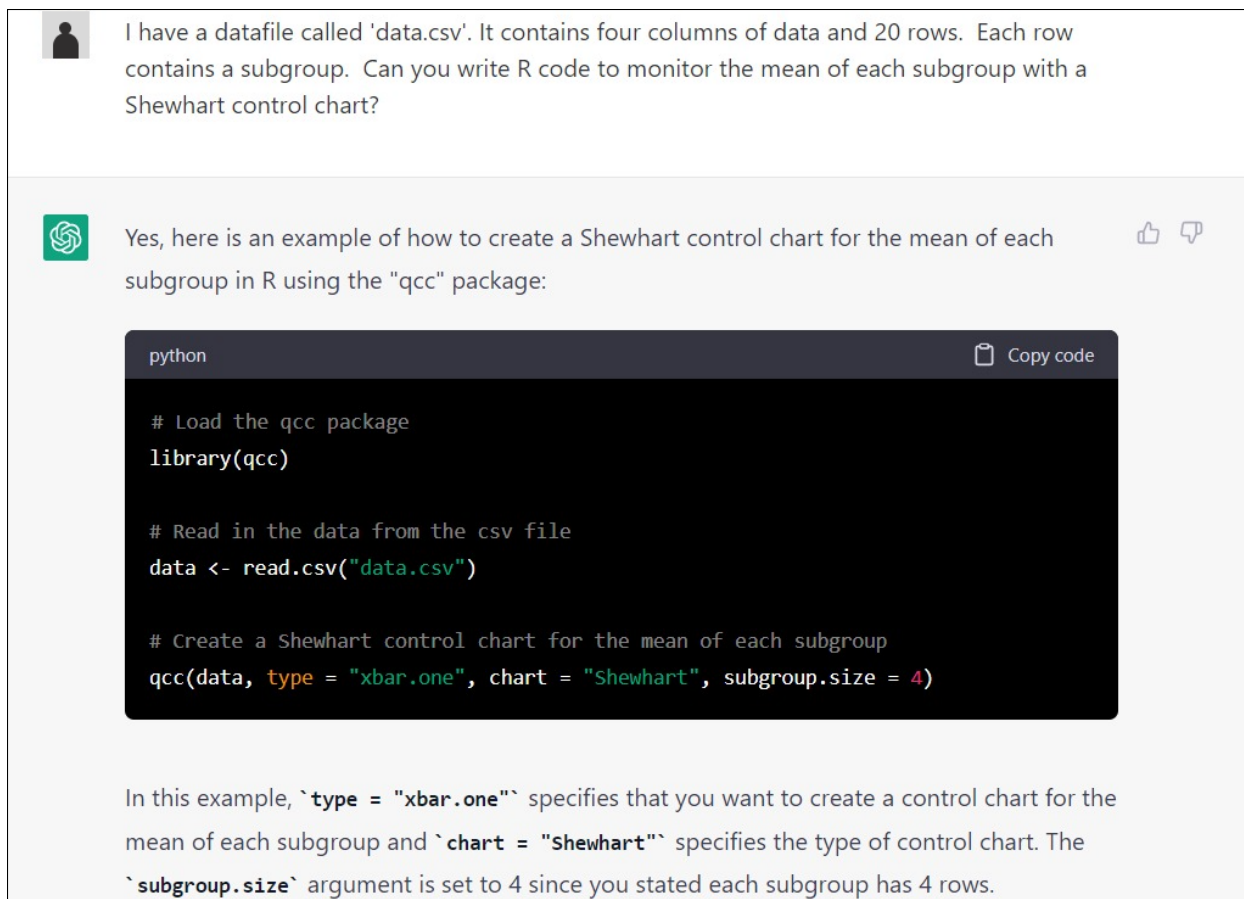 I have a datafile called 'data.csv'. It contains four columns of data and 20 rows.  Each row
contains a subgroup.  Can you write R code to monitor the mean of each subgroup with a
Shewhart control chart?
Yes, here is an example of how to create a Shewhart control chart for the mean of each
subgroup in R using the "qcc" package:
python Copy code
# Load the qcc package
library(qcc)
# Read in the data from the csv file
data <- read.csv("data.csv")
# Create a Shewhart control chart for the mean of each subgroup
qcc(data, type = "xbar.one", chart = "Shewhart", subgroup.size = 4)
In this example, `type = "xbar.one"` specifies that you want to create a control chart for the
mean of each subgroup and `chart = "Shewhart"` specifies the type of control chart. The
`subgroup.size` argument is set to 4 since you stated each subgroup has 4 rows.